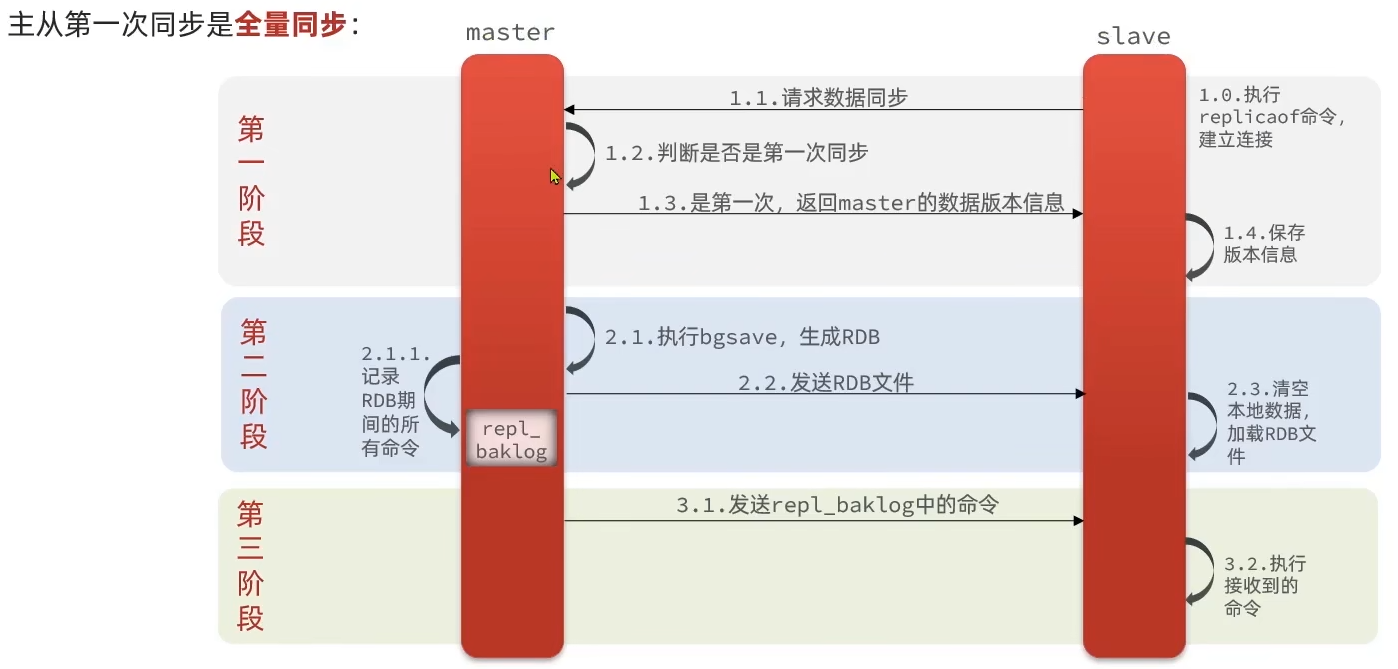 主从第一次同步是全量同步：
master
slave
第
一
阶
段
1.0.执行
replicaof命令，
建立连接
1.1.请求数据同步
1.2.判断是否是第一次同步
1.3.是第一次，返回master的数据版本信息
1.4.保存
版本信息
第
二
阶
段
2.1.执行bgsave，生成RDB
2.1.1.
记录
RDB期
间的所
有命令
repl_
baklog
2.2.发送RDB文件
2.3.清空
本地数据，
加载RDB文
件
第
三
阶
段
3.1.发送repl_baklog中的命令
3.2.执行
接收到的
命令